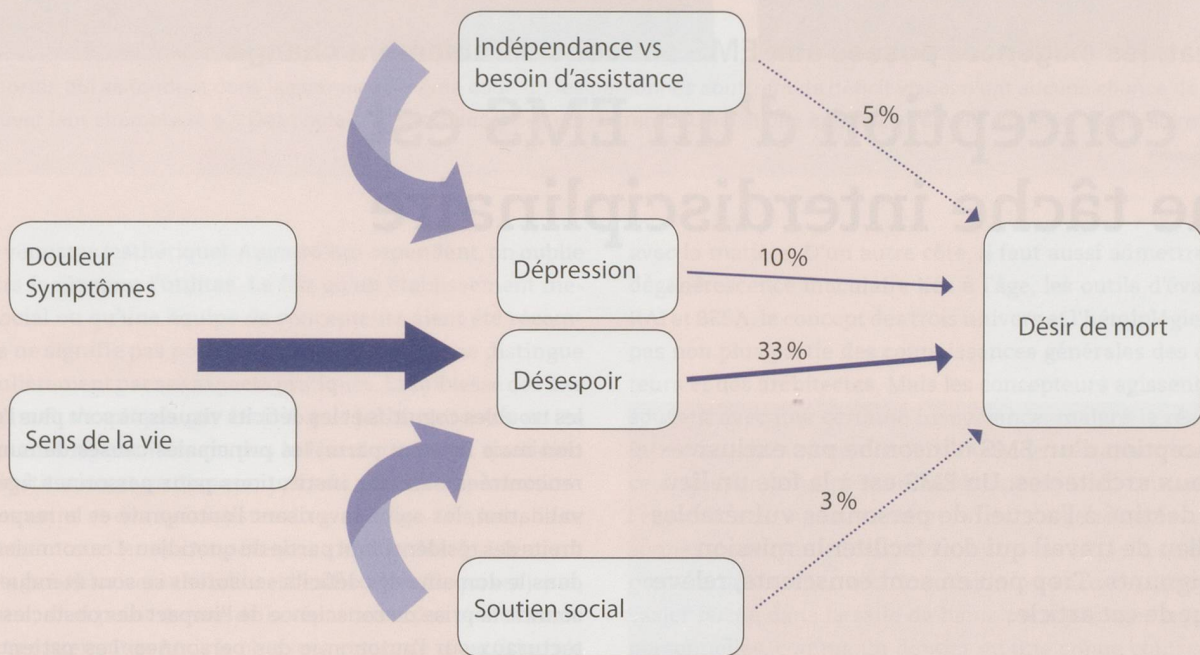 Indépendance vs
besoin d'assistance
5 %
Douleur
Symptômes
Dépression
10 %
Désir de mort
33 %
Désespoir
Sens de la vie
3 %
Soutien social